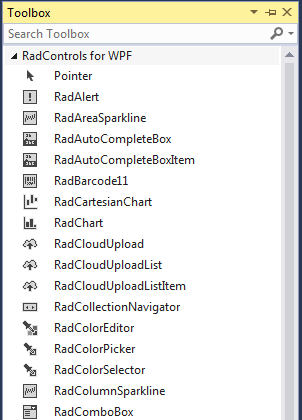 Toolbox
Search Toolbox
RadControls for WPF
Pointer
RadAlert
RadAreaSparkline
RadAutoCompleteBox
RadAutoCompleteBoxItem
RadBarcode11
RadCartesianChart
RadChart
RadCloudUpload
RadCloudUploadList
RadCloudUploadListItem
RadCollectionNavigator
RadColorEditor
RadColorPicker
RadColorSelector
RadColumnSparkline
RadComboBox